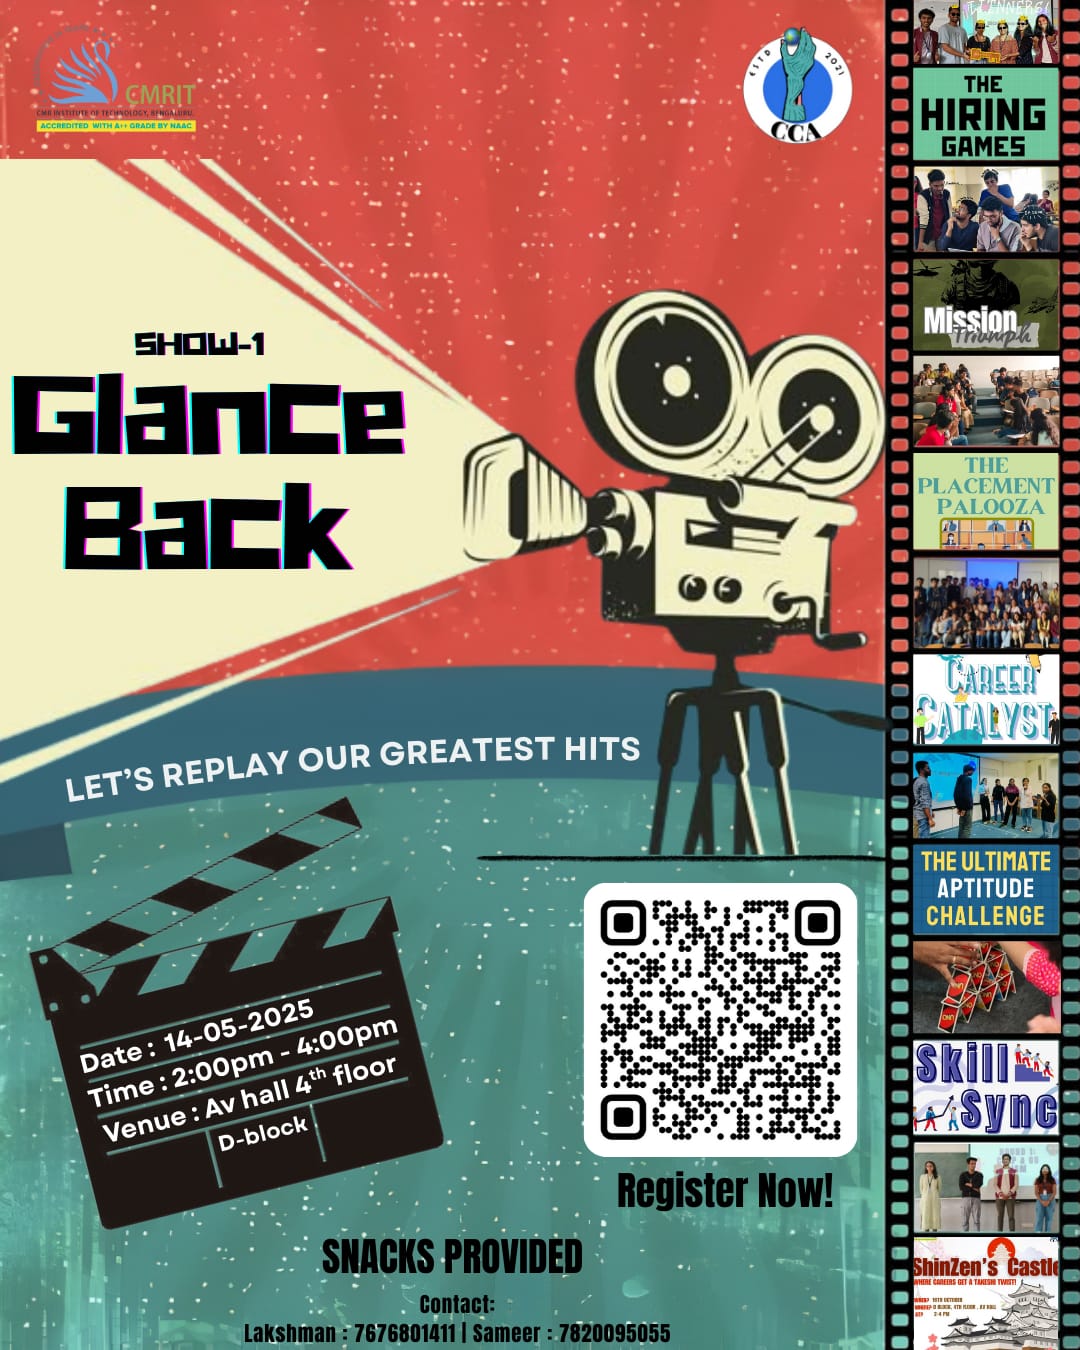 CMRIT
CMR INSTITUTE OF TECHNOLOGY, BENGALURU.
ACCREDITED WITH A++ GRADE BY NAAC
ESTD 2021
CCA
SHOW-1
Glance
Back
LET'S REPLAY OUR GREATEST HITS
Date : 14-05-2025
Time : 2:00pm - 4:00pm
Venue : Av hall 4th floor
D-block
Register Now!
SNACKS PROVIDED
Contact:
Lakshman : 7676801411 | Sameer : 7820095055
THE
HIRING
GAMES
Mission
Triumph
THE
PLACEMENT
PALOOZA
CAREER
CATALYST
THE ULTIMATE
APTITUDE
CHALLENGE
Skill
Sync
ShinZen's Castle
WHERE CAREERS GET A TAKESHI TWIST!